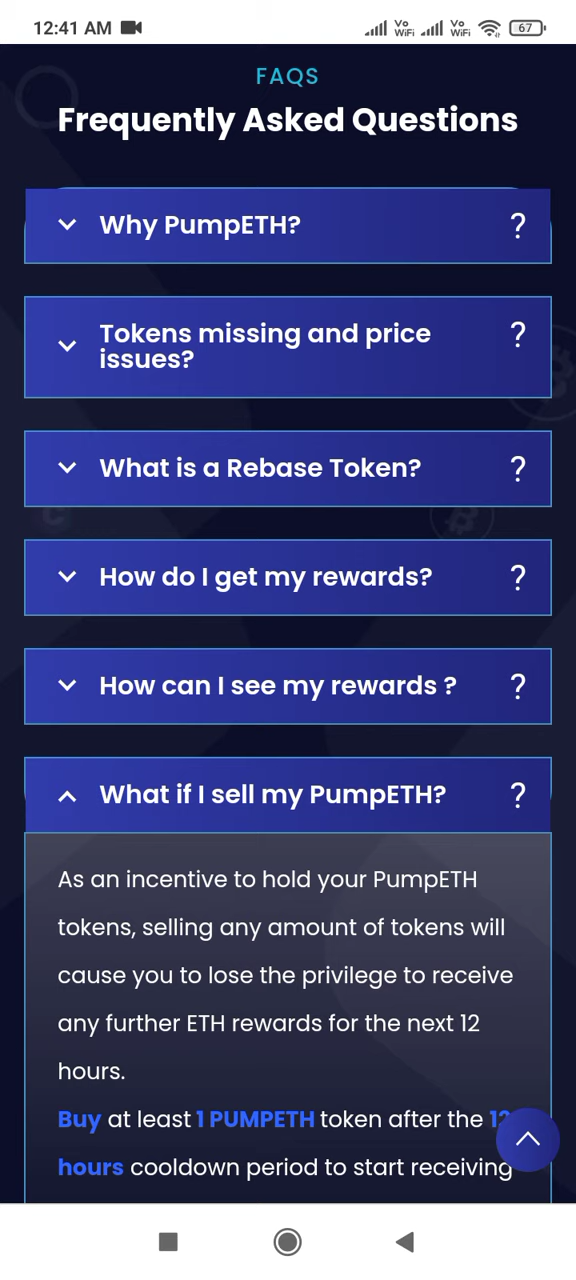 12:41 AM
Vo WiFi
Vo WiFi
67
FAQS
Frequently Asked Questions
Why PumpETH?
?
Tokens missing and price
issues?
?
What is a Rebase Token?
?
How do I get my rewards?
?
How can I see my rewards ?
?
What if I sell my PumpETH?
?
As an incentive to hold your PumpETH
tokens, selling any amount of tokens will
cause you to lose the privilege to receive
any further ETH rewards for the next 12
hours.
Buy at least 1 PUMPETH token after the 12
hours cooldown period to start receiving